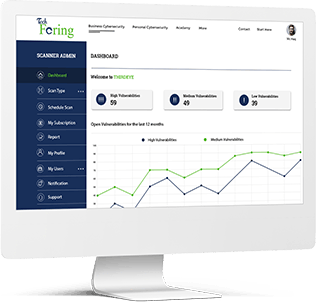 Tech
Foring
Business Cybersecurity
Personal Cybersecurity
Academy
More
Contact
Start Here
SCANNER ADMIN
DASHBOARD
Dashboard
Scan Type
Schedule Scan
My Subscription
Report
My Profile
My Users
Notification
Support
Welcome to THIRDEYE
High Vulnerabilities
59
Medium Vulnerabilities
49
Low Vulnerabilities
39
Open Vulnerabilities for the last 12 months
High Vulnerabilities
Medium Vulnerabilities